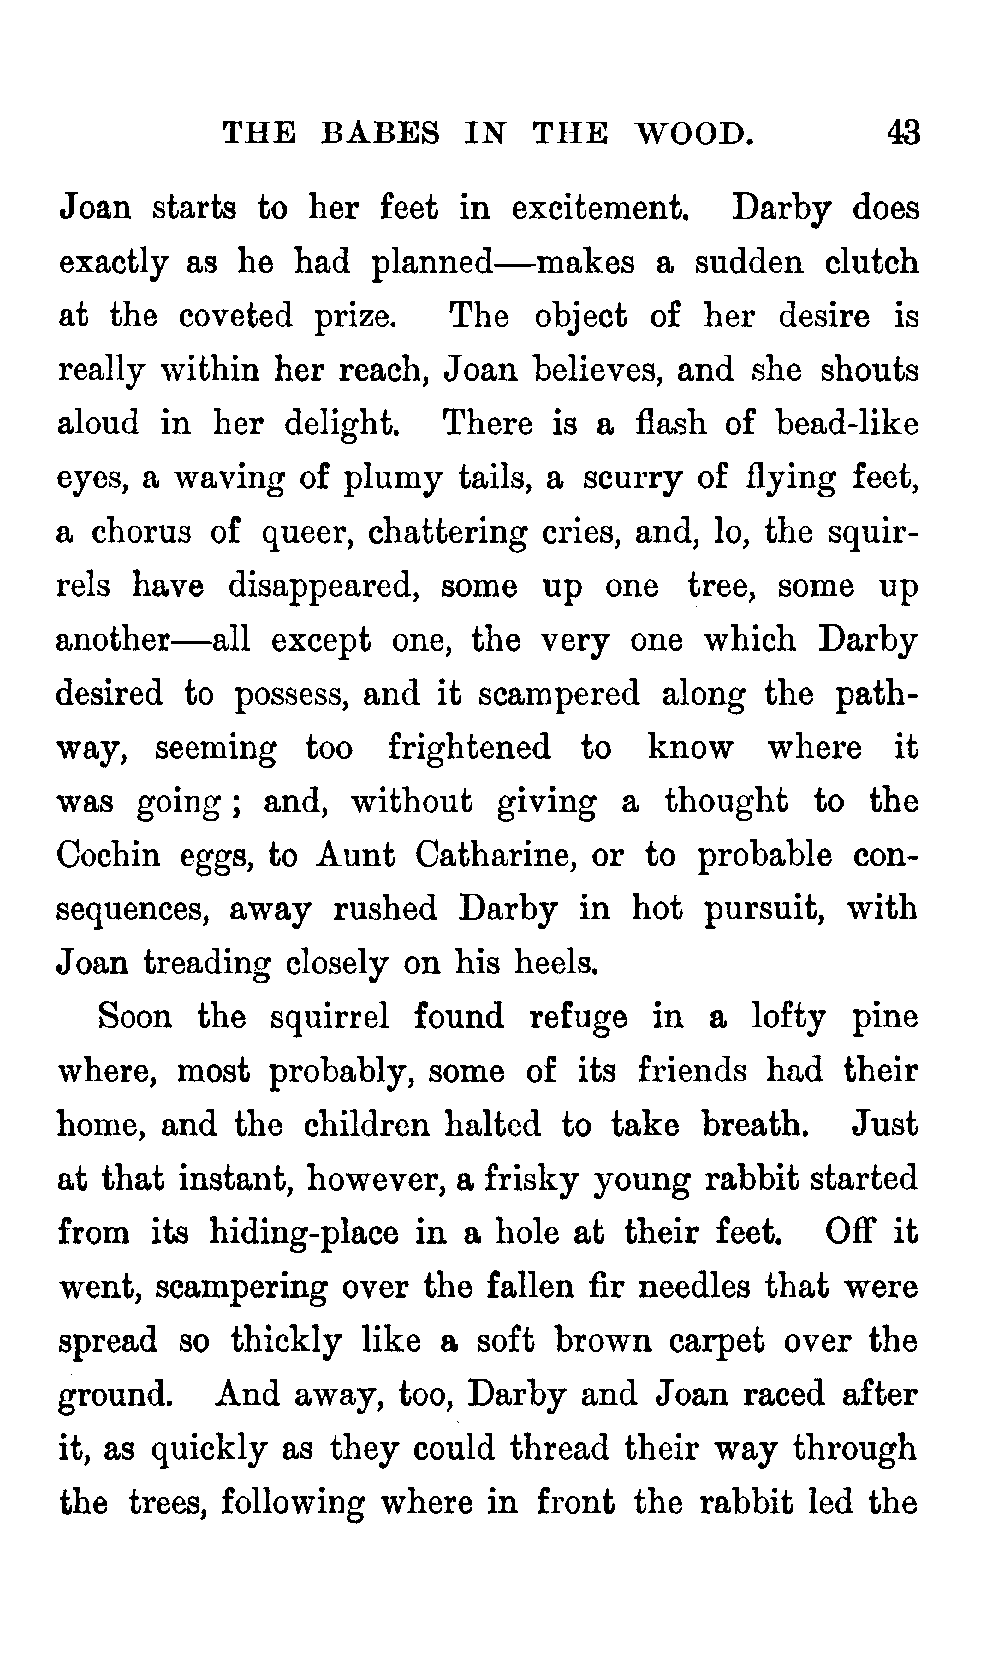 THE BABES IN THE WOOD. 43
Joan starts to her feet in excitement. Darby does
exactly as he had planned—makes a sudden clutch
at the coveted prize. The object of her desire is
really within her reach, Joan believes, and she shouts
aloud in her delight. There is a flash of bead-like
eyes, a waving of plumy tails, a scurry of flying feet,
a chorus of queer, chattering cries, and, lo, the squir-
rels have disappeared, some up one tree, some up
another—all except one, the very one which Darby
desired to possess, and it scampered along the path-
way, seeming too frightened to know where it
was going ; and, without giving a thought to the
Cochin eggs, to Aunt Catharine, or to probable con-
sequences, away rushed Darby in hot pursuit, with
Joan treading closely on his heels.
Soon the squirrel found refuge in a lofty pine
where, most probably, some of its friends had their
home, and the children halted to take breath. Just
at that instant, however, a frisky young rabbit started
from its hiding-place in a hole at their feet. Off it
went, scampering over the fallen fir needles that were
spread so thickly like a soft brown carpet over the
ground. And away, too, Darby and Joan raced after
it, as quickly as they could thread their way through
the trees, following where in front the rabbit led the